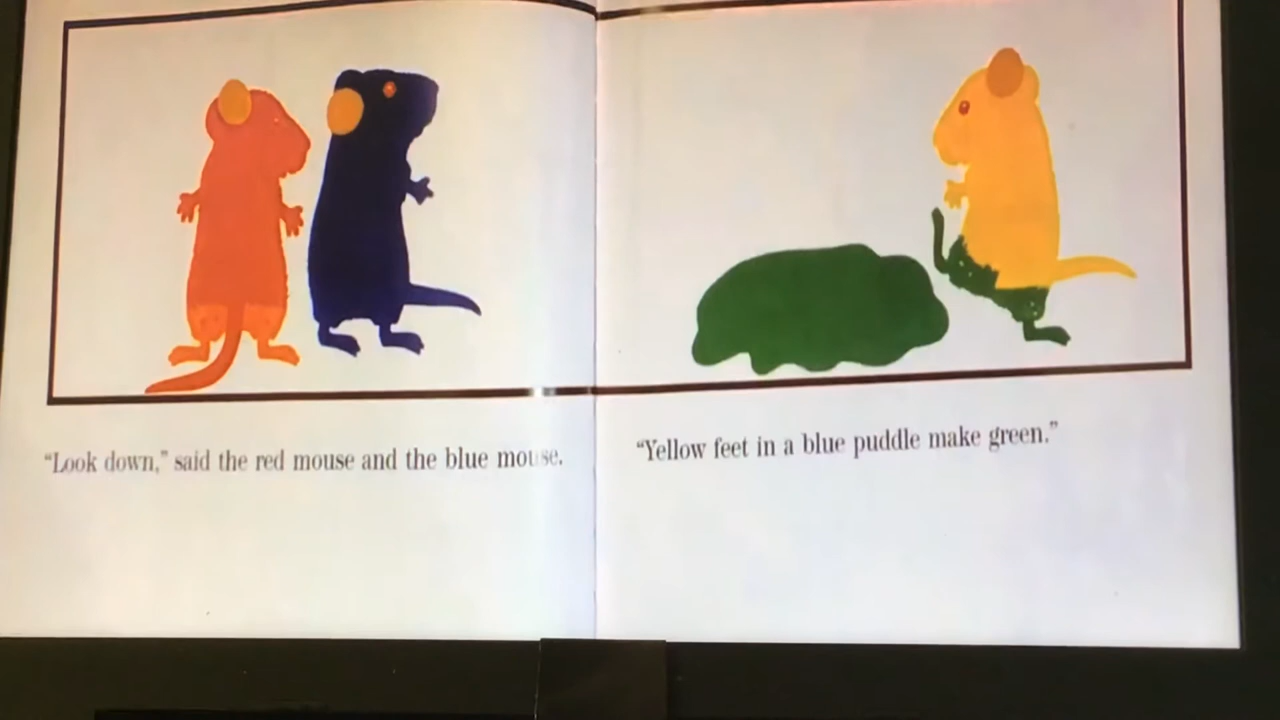 “Look down,” said the red mouse and the blue mouse.
“Yellow feet in a blue puddle make green.”